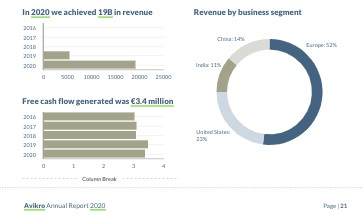 In 2020 we achieved 19B in revenue
2016
2017
2018
2019
2020
0 5000 10000 15000 20000 25000
Free cash flow generated was €3.4 million
2016
2017
2018
2019
2020
0 1 2 3 4
Column Break
Revenue by business segment
China: 14%
Europe: 52%
India: 11%
United States:
23%
Avikro Annual Report 2020
Page | 21